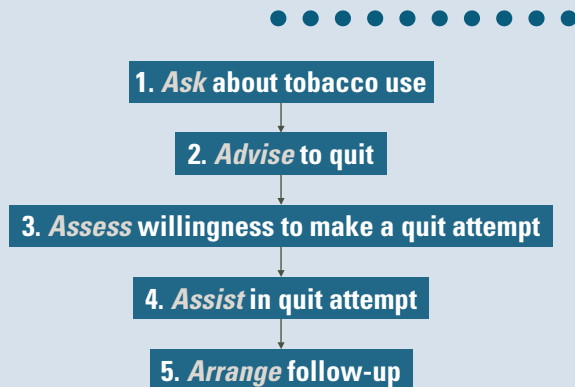 1. Ask about tobacco use
2. Advise to quit
3. Assess willingness to make a quit attempt
4. Assist in quit attempt
5. Arrange follow-up